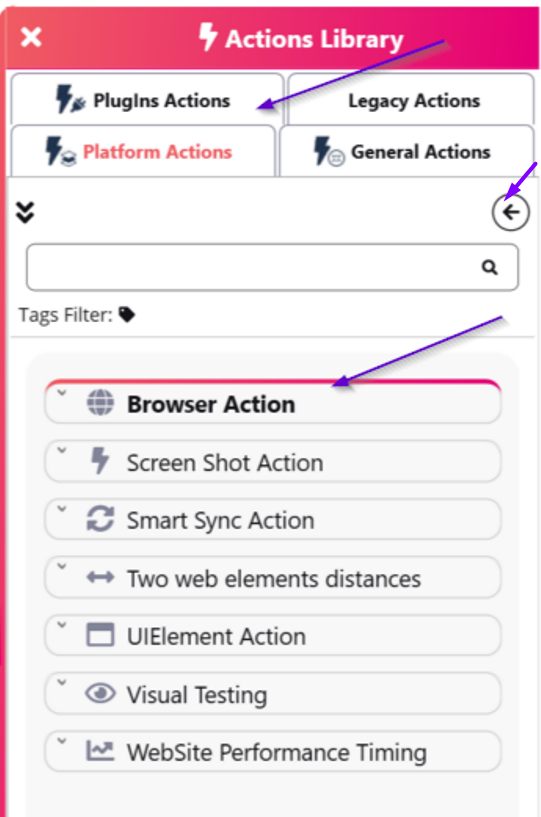 Actions Library
PlugIns Actions
Legacy Actions
Platform Actions
General Actions
Tags Filter:
Browser Action
Screen Shot Action
Smart Sync Action
Two web elements distances
UIElement Action
Visual Testing
WebSite Performance Timing